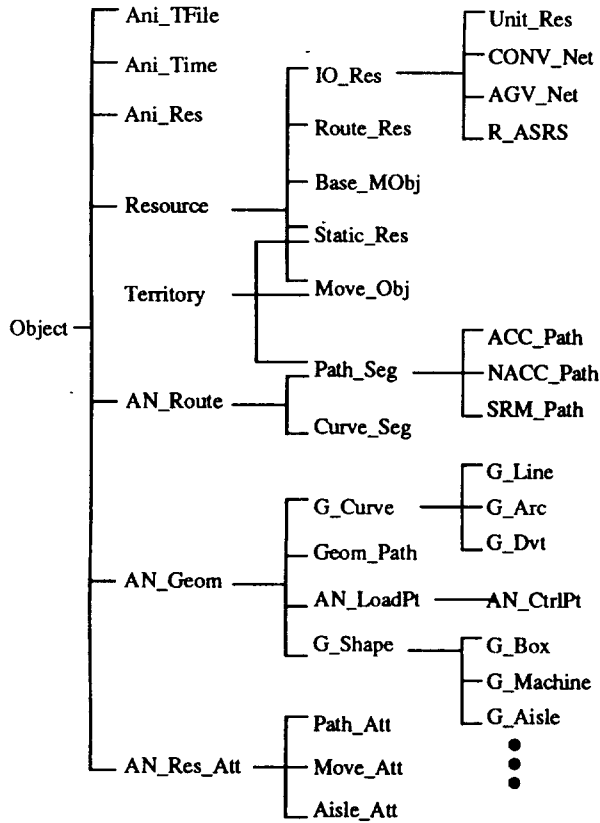 Object
Ani_TFile
Ani_Time
Ani_Res
Resource
IO_Res
Unit_Res
CONV_Net
AGV_Net
R_ASRS
Route_Res
Base_MObj
Static_Res
Territory
Move_Obj
Path_Seg
ACC_Path
NACC_Path
SRM_Path
AN_Route
Curve_Seg
AN_Geom
G_Curve
G_Line
G_Arc
G_Dvt
Geom_Path
AN_LoadPt
AN_CtrlPt
G_Shape
G_Box
G_Machine
G_Aisle
AN_Res_Att
Path_Att
Move_Att
Aisle_Att